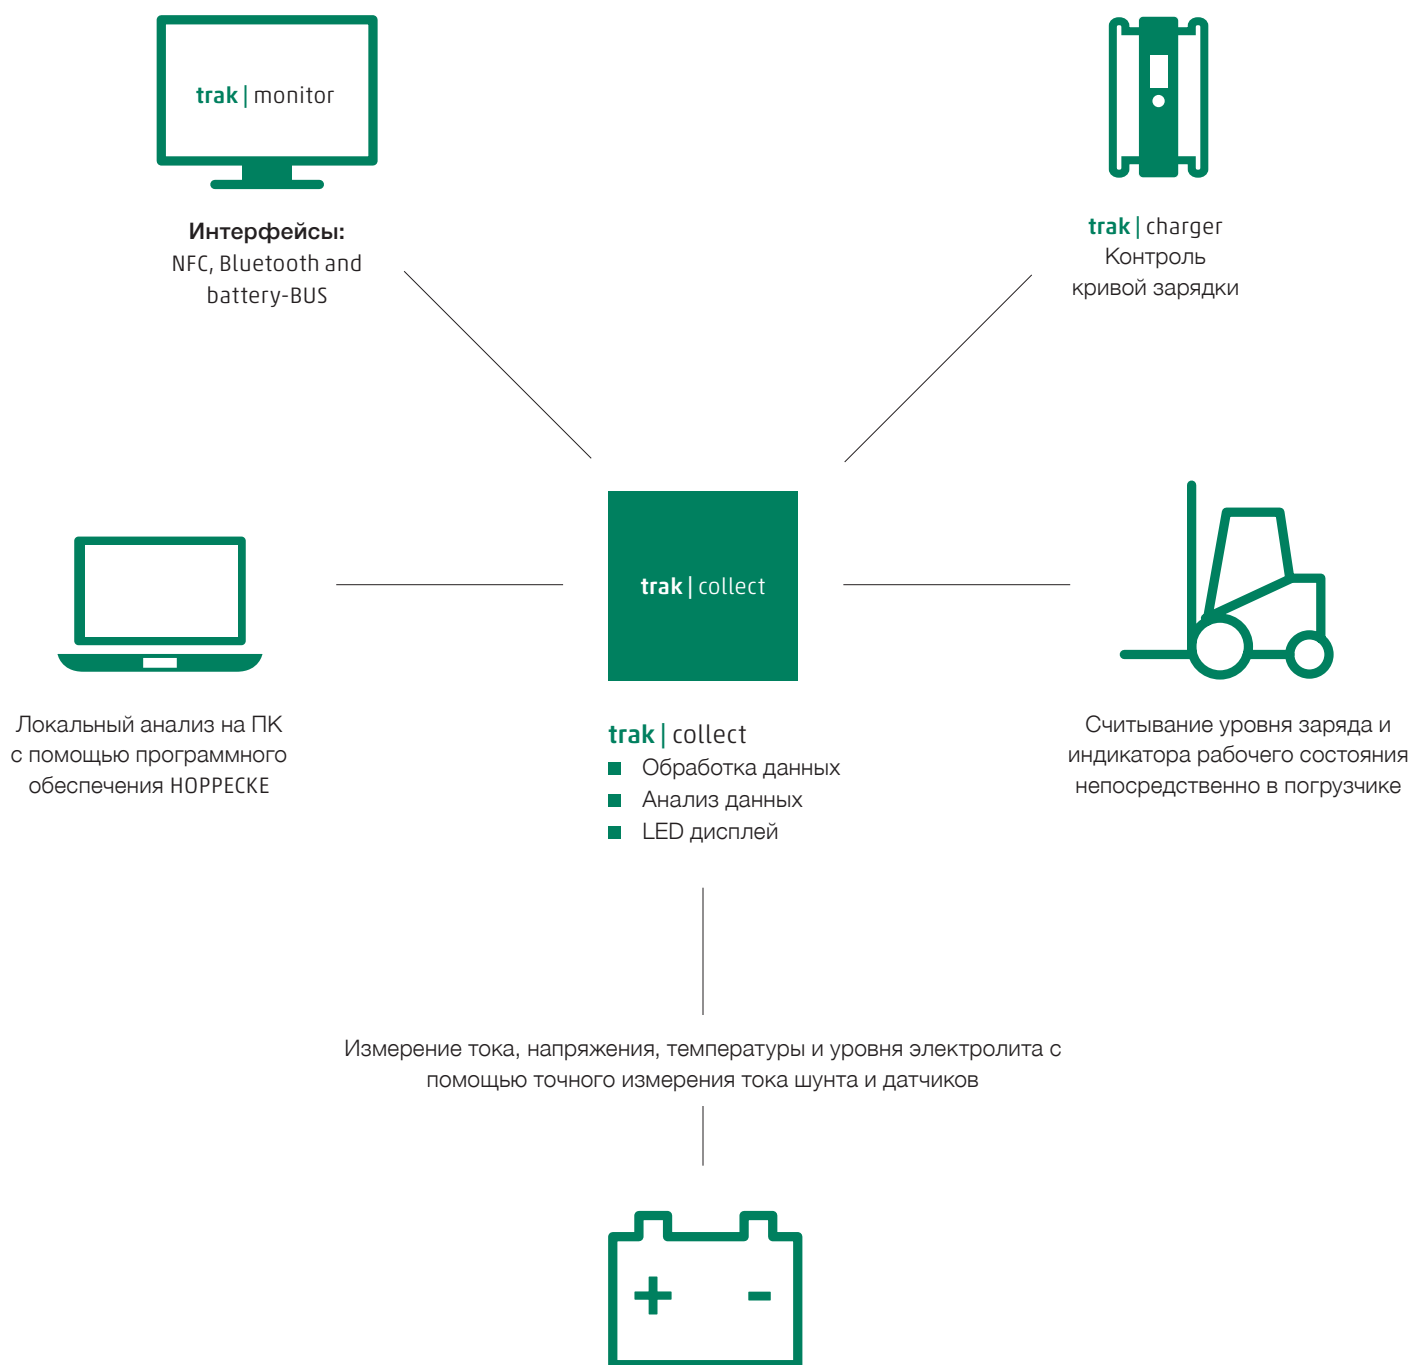 trak | monitor
Интерфейсы:
NFC, Bluetooth and
battery-BUS
trak | charger
Контроль
кривой зарядки
trak | collect
Локальный анализ на ПК
с помощью программного
обеспечения HOPPECKE
trak | collect
Обработка данных
Анализ данных
LED дисплей
Считывание уровня заряда и
индикатора рабочего состояния
непосредственно в погрузчике
Измерение тока, напряжения, температуры и уровня электролита с
помощью точного измерения тока шунта и датчиков
+ -